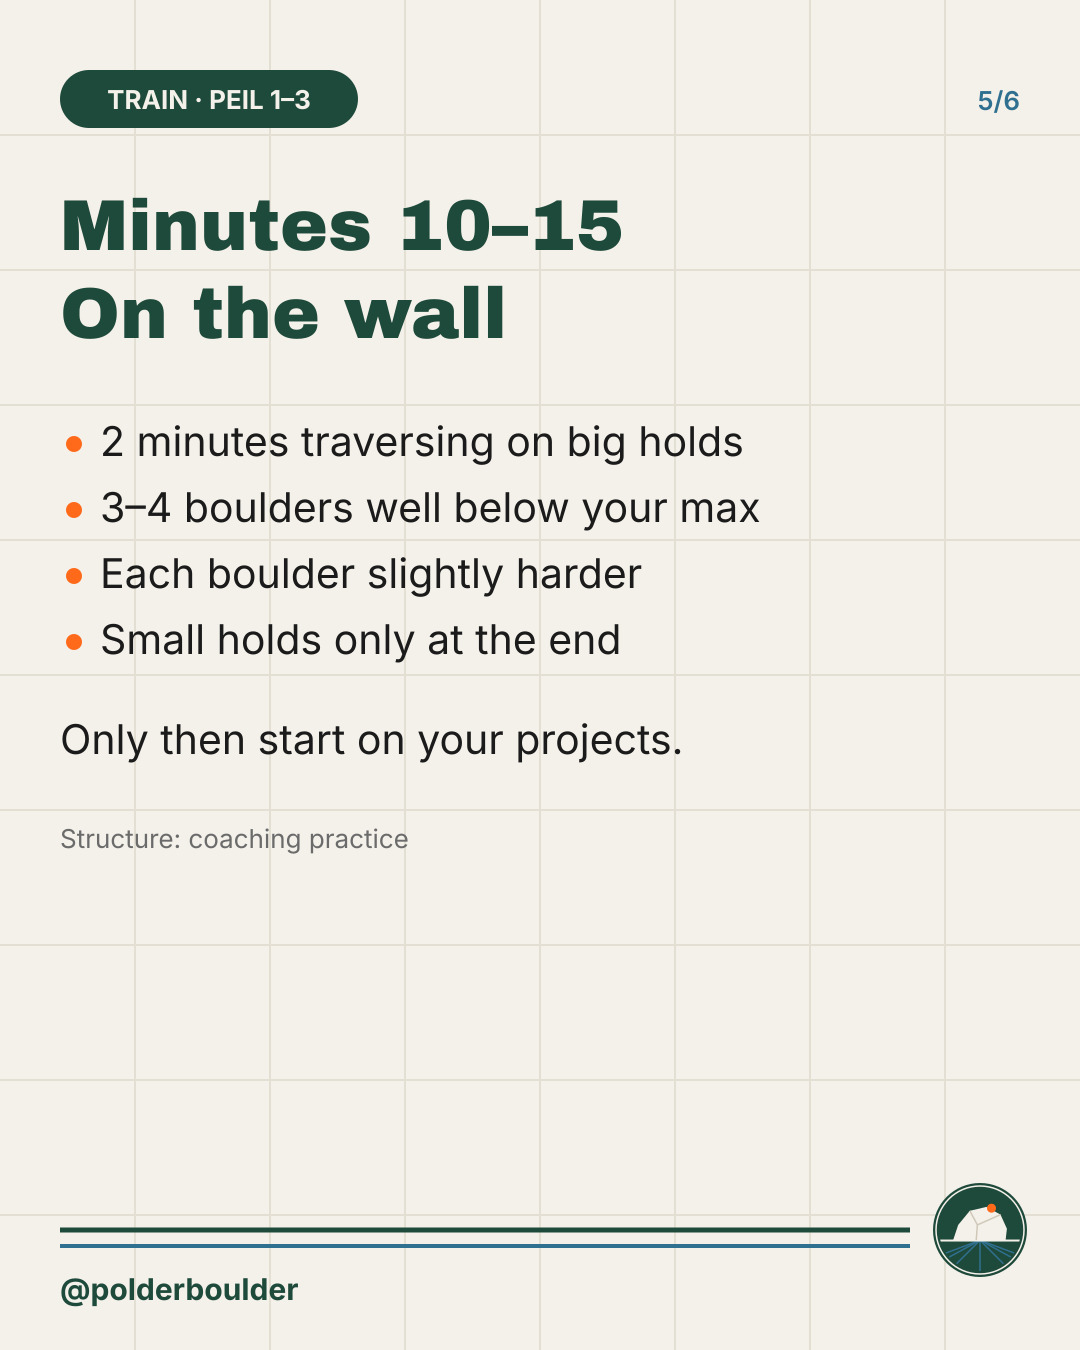 TRAIN · PEIL 1–3
5/6
Minutes 10–15
On the wall
2 minutes traversing on big holds
3–4 boulders well below your max
Each boulder slightly harder
Small holds only at the end
Only then start on your projects.
Structure: coaching practice
@polderboulder